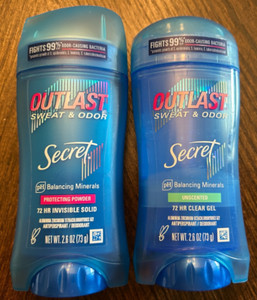 FIGHTS 99% ODOR-CAUSING BACTERIA
OUTLAST
SWEAT & ODOR
Secret
pH Balancing Minerals
PROTECTING POWDER
72 HR INVISIBLE SOLID
ANTIPERSPIRANT / DEODORANT
NET WT. 2.6 OZ (73 g)
FIGHTS 99% ODOR-CAUSING BACTERIA
OUTLAST
SWEAT & ODOR
Secret
pH Balancing Minerals
UNSCENTED
72 HR CLEAR GEL
ANTIPERSPIRANT / DEODORANT
NET WT. 2.6 OZ (73 g)